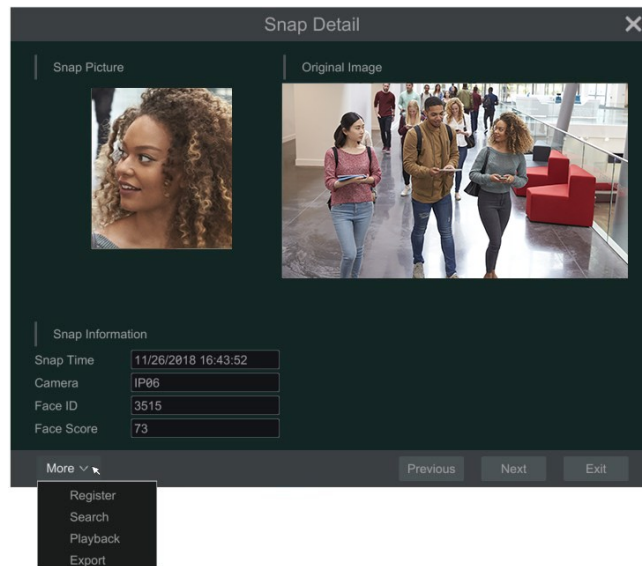 Snap Detail
Snap Picture
Original Image
Snap Information
Snap Time 11/26/2018 16:43:52
Camera IP06
Face ID 3515
Face Score 73
More Previous Next Exit
Register
Search
Playback
Export